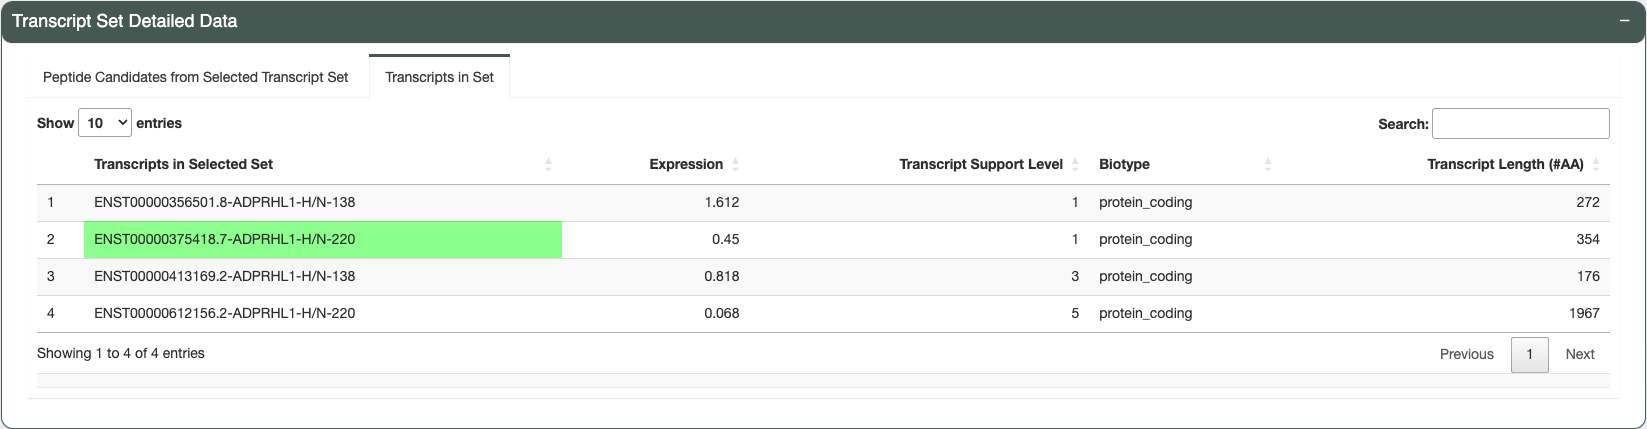 Transcript Set Detailed Data −
Peptide Candidates from Selected Transcript Set Transcripts in Set
Show 10 entries Search:
Transcripts in Selected Set Expression Transcript Support Level Biotype Transcript Length (#AA)
1 ENST00000356501.8-ADPRHL1-H/N-138 1.612 1 protein_coding 272
2 ENST00000375418.7-ADPRHL1-H/N-220 0.45 1 protein_coding 354
3 ENST00000413169.2-ADPRHL1-H/N-138 0.818 3 protein_coding 176
4 ENST00000612156.2-ADPRHL1-H/N-220 0.068 5 protein_coding 1967
Showing 1 to 4 of 4 entries Previous 1 Next